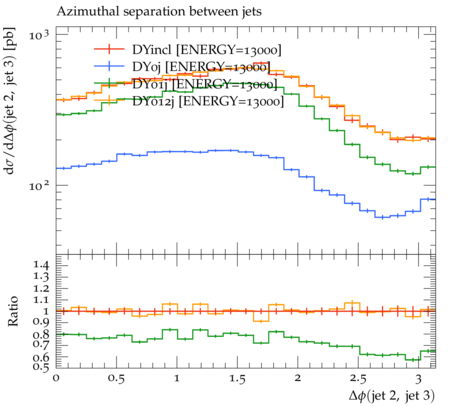 Azimuthal separation between jets
dσ/dΔϕ(jet 2, jet 3) [pb]
10³
10²
DYincl [ENERGY=13000]
DY0j [ENERGY=13000]
DY01j [ENERGY=13000]
DY012j [ENERGY=13000]
Ratio
1.4
1.3
1.2
1.1
1
0.9
0.8
0.7
0.6
0.5
0 0.5 1 1.5 2 2.5 3
Δϕ(jet 2, jet 3)